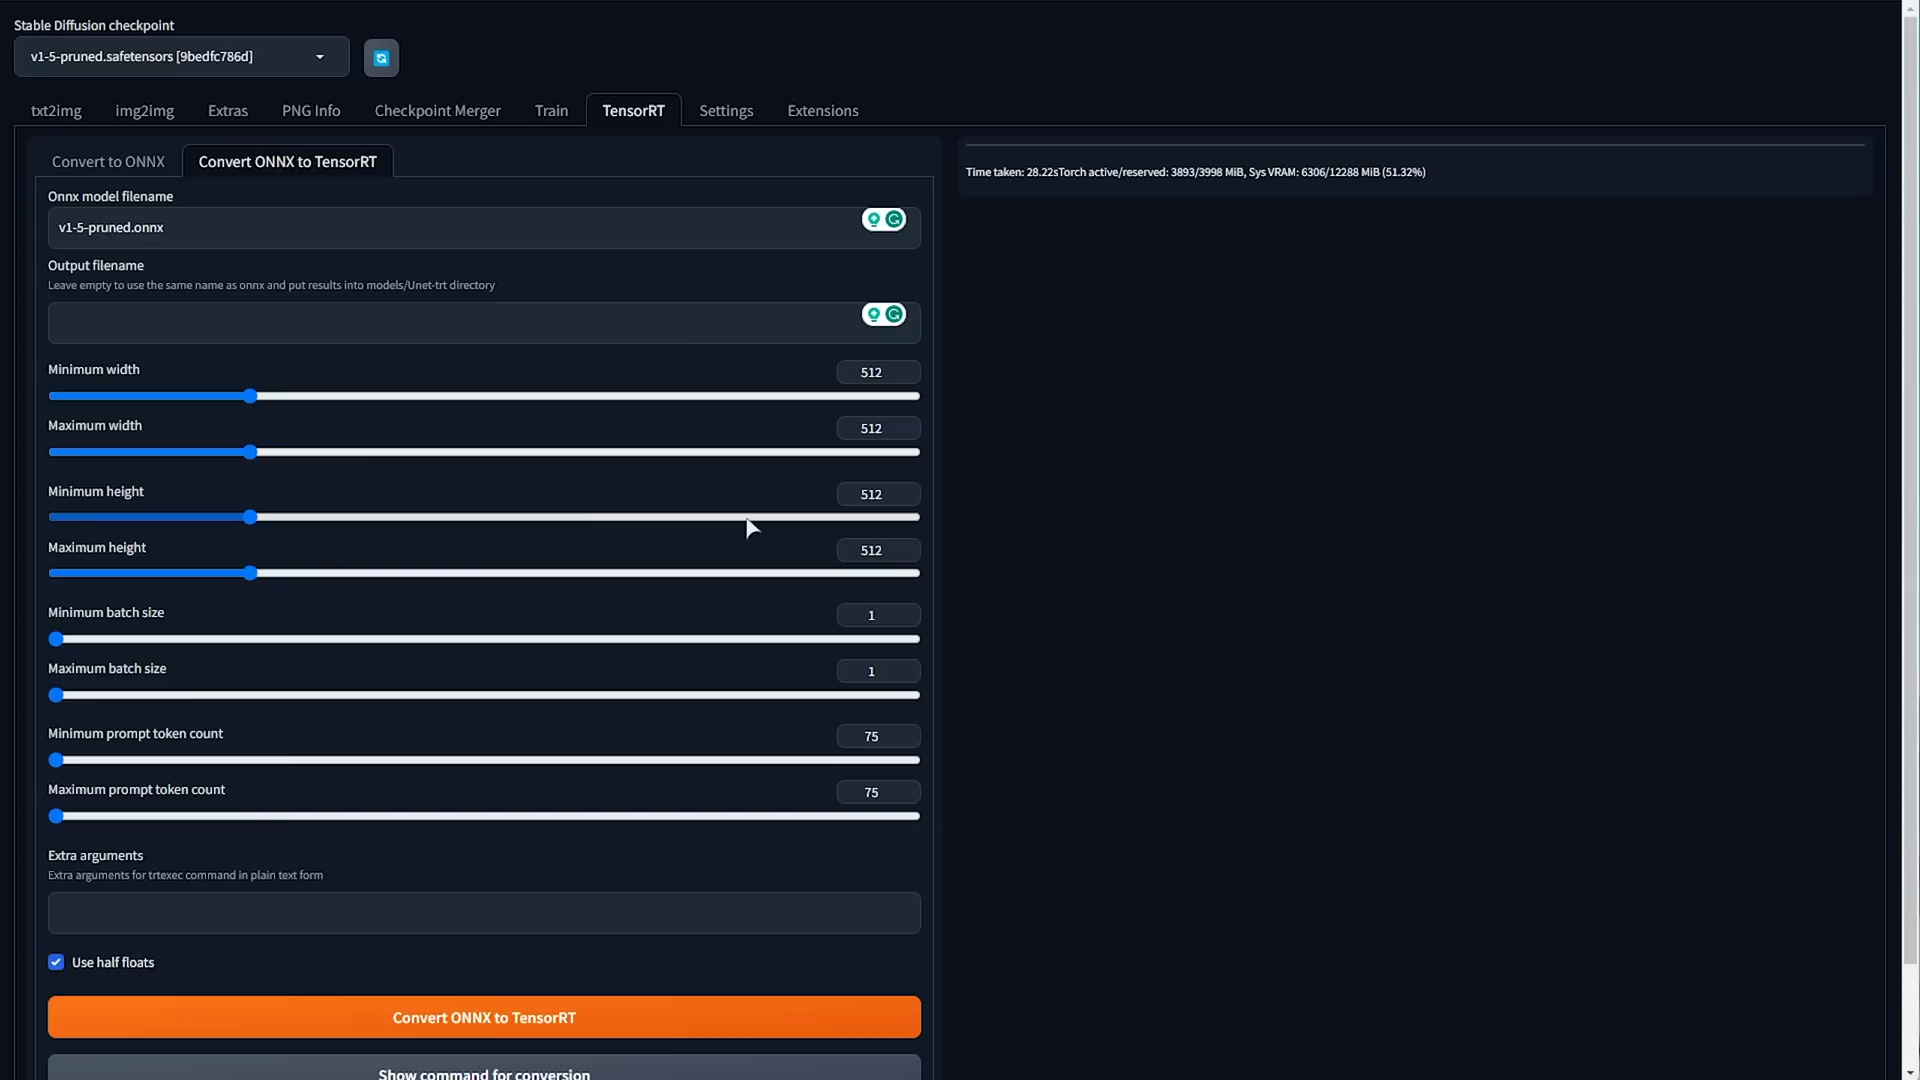 Stable Diffusion checkpoint
v1-5-pruned.safetensors [9bedfc786d]
txt2img img2img Extras PNG Info Checkpoint Merger Train TensorRT Settings Extensions
Convert to ONNX Convert ONNX to TensorRT
Time taken: 28.22sTorch active/reserved: 3893/3998 MiB, Sys VRAM: 6306/12288 MiB (51.32%)
Onnx model filename
v1-5-pruned.onnx
Output filename
Leave empty to use the same name as onnx and put results into models/Unet-trt directory
Minimum width 512
Maximum width 512
Minimum height 512
Maximum height 512
Minimum batch size 1
Maximum batch size 1
Minimum prompt token count 75
Maximum prompt token count 75
Extra arguments
Extra arguments for trtexec command in plain text form
Use half floats
Convert ONNX to TensorRT
Show command for conversion